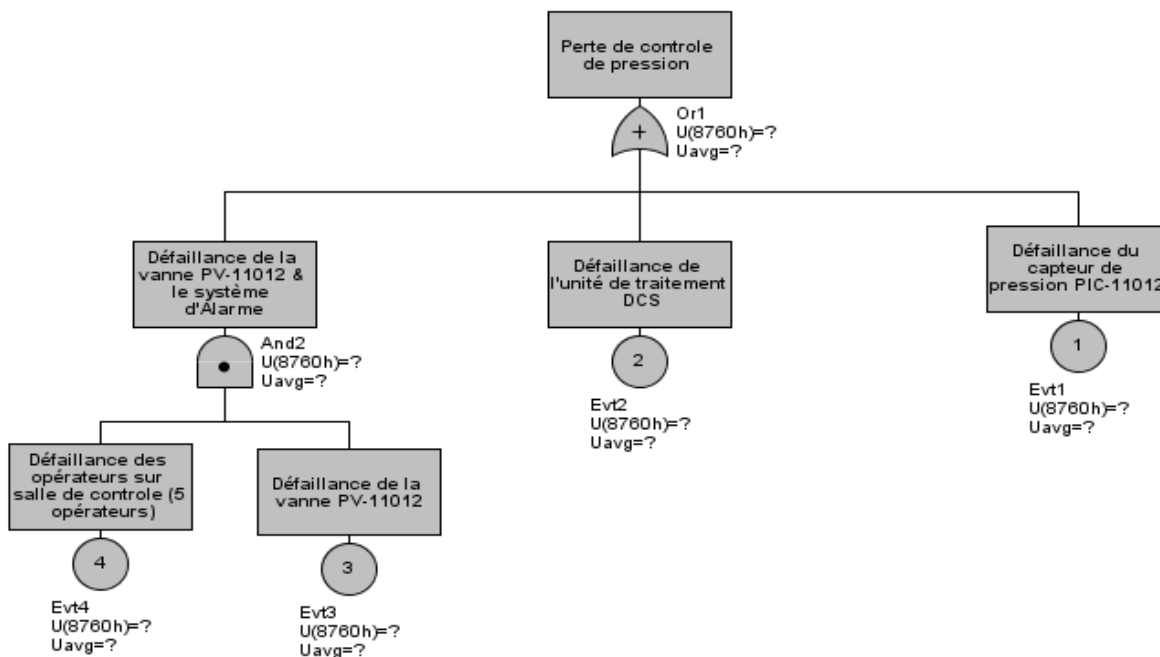 Perte de controle
de pression
+
Or1
U(8760h)=?
Uavg=?
Défaillance de la
vanne PV-11012 &
le système
d'Alarme
And2
U(8760h)=?
Uavg=?
Défaillance de
l'unité de traitement
DCS
2
Evt2
U(8760h)=?
Uavg=?
Défaillance du
capteur de
pression PIC-11012
1
Evt1
U(8760h)=?
Uavg=?
Défaillance des
opérateurs sur
salle de controle (5
opérateurs)
4
Evt4
U(8760h)=?
Uavg=?
Défaillance de la
vanne PV-11012
3
Evt3
U(8760h)=?
Uavg=?